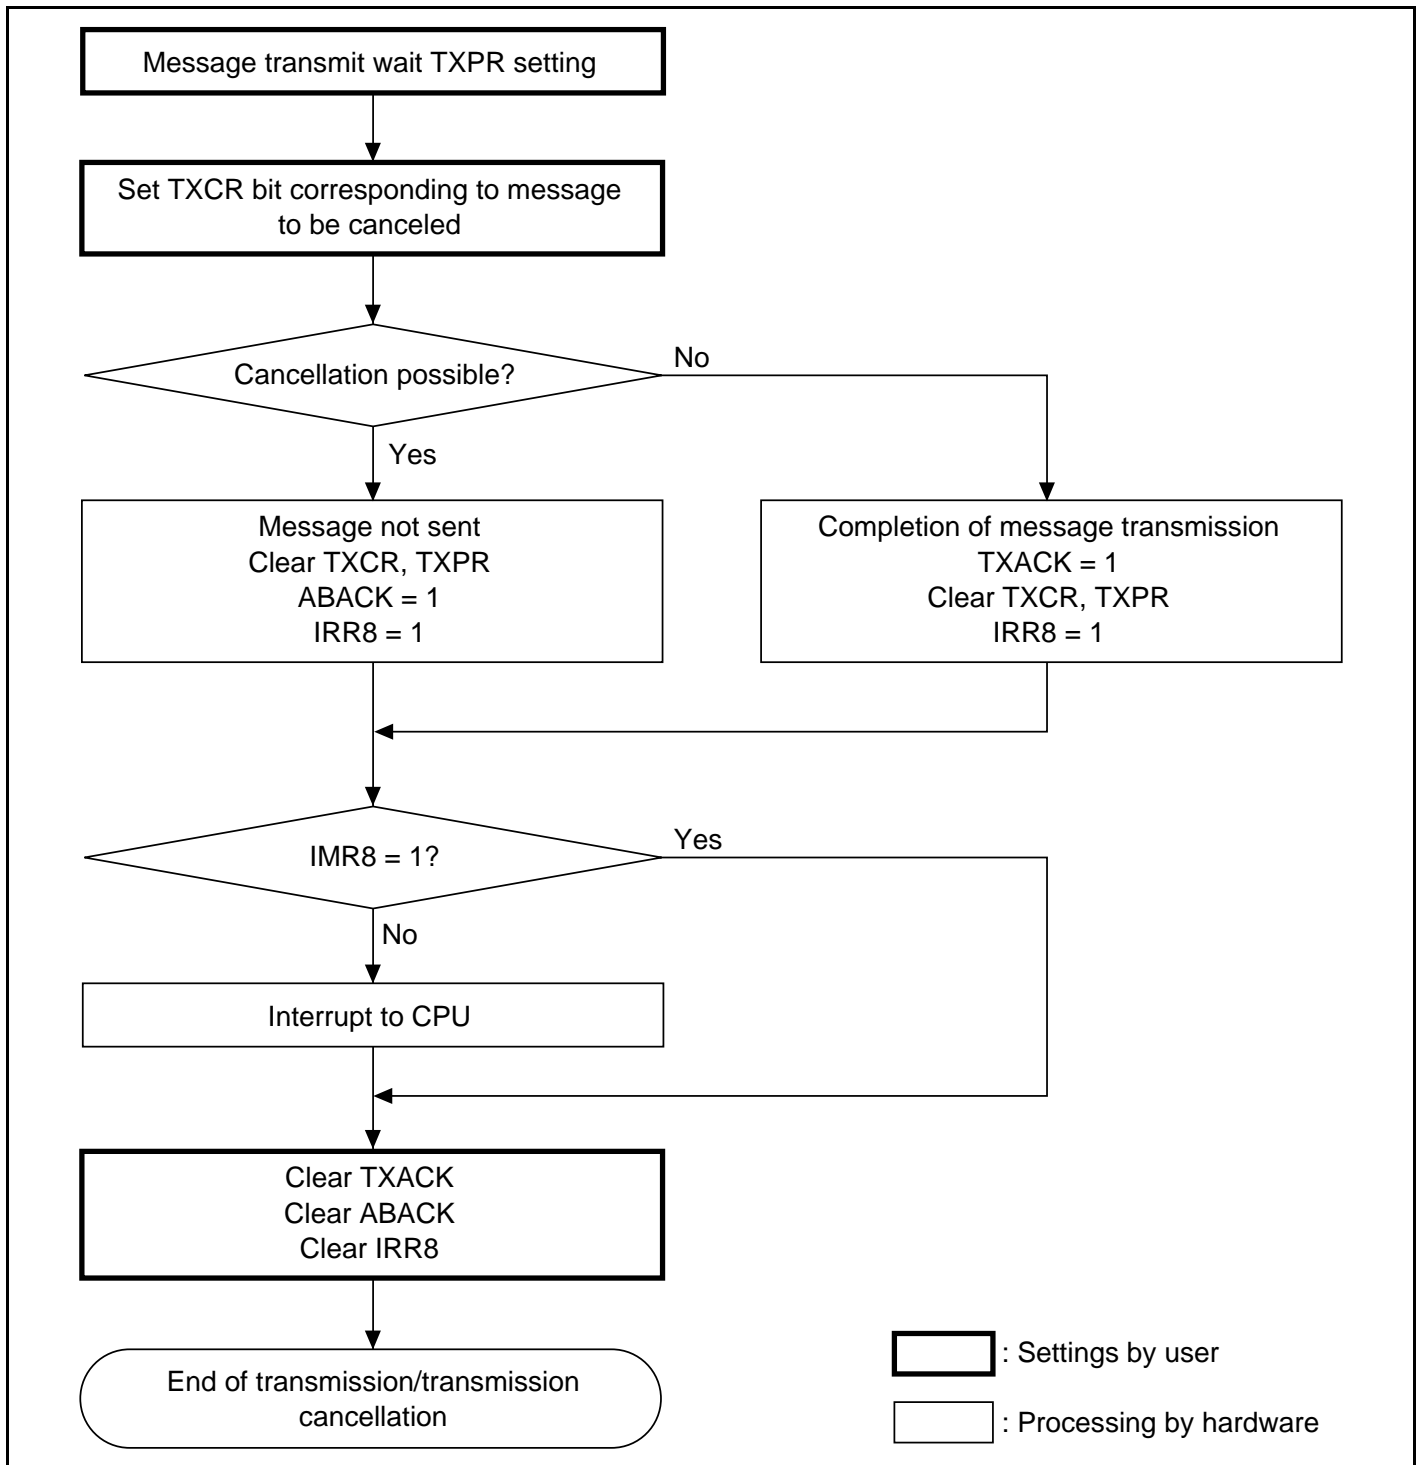 Message transmit wait TXPR setting
Set TXCR bit corresponding to message
to be canceled
Cancellation possible?
No
Yes
Message not sent
Clear TXCR, TXPR
ABACK = 1
IRR8 = 1
Completion of message transmission
TXACK = 1
Clear TXCR, TXPR
IRR8 = 1
IMR8 = 1?
Yes
No
Interrupt to CPU
Clear TXACK
Clear ABACK
Clear IRR8
End of transmission/transmission
cancellation
: Settings by user
: Processing by hardware